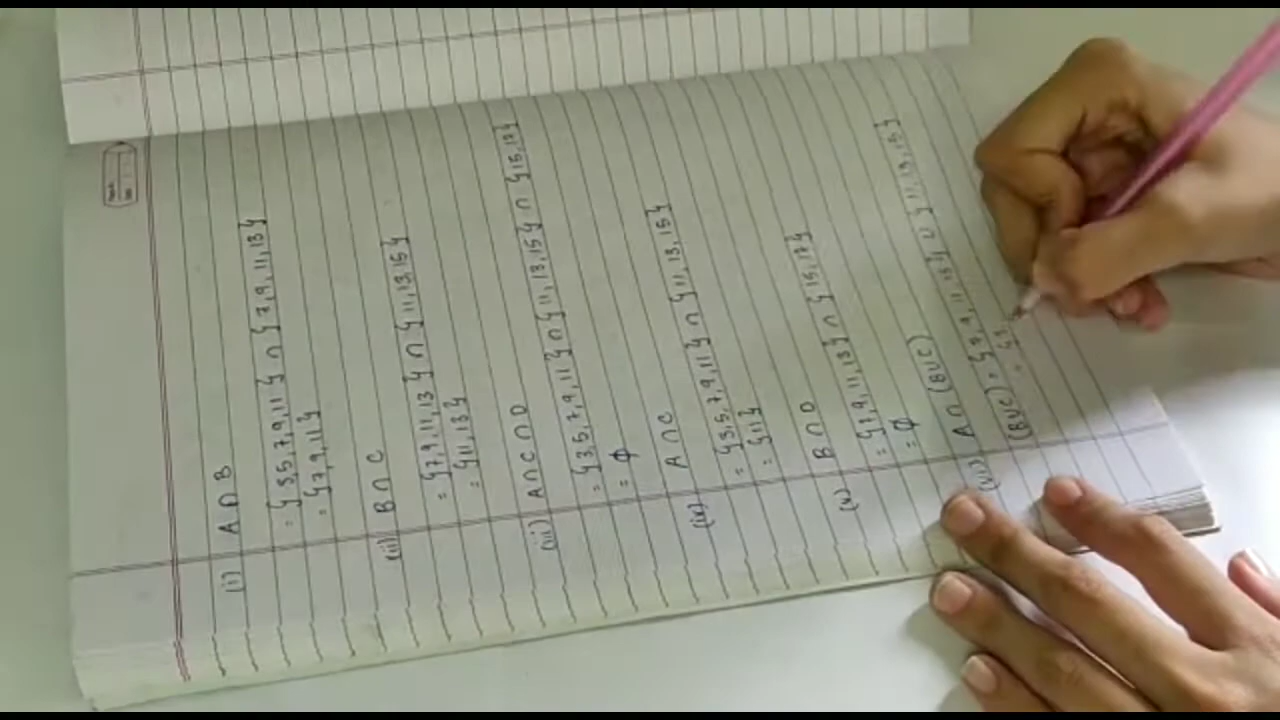 (i) A ∩ B
= {3,5,7,9,11} ∩ {7,9,11,13}
= {7,9,11}
(ii) B ∩ C
= {7,9,11,13} ∩ {11,13,15}
= {11,13}
(iii) A ∩ C ∩ D
= {3,5,7,9,11} ∩ {11,13,15} ∩ {15,17}
= ϕ
(iv) A ∩ C
= {3,5,7,9,11} ∩ {11,13,15}
= {11}
(v) B ∩ D
= {7,9,11,13} ∩ {15,17}
= ϕ
(vi) A ∩ (B∪C)
(B∪C) = {7,9,11,13} ∪ {11,13,15}
= {7,